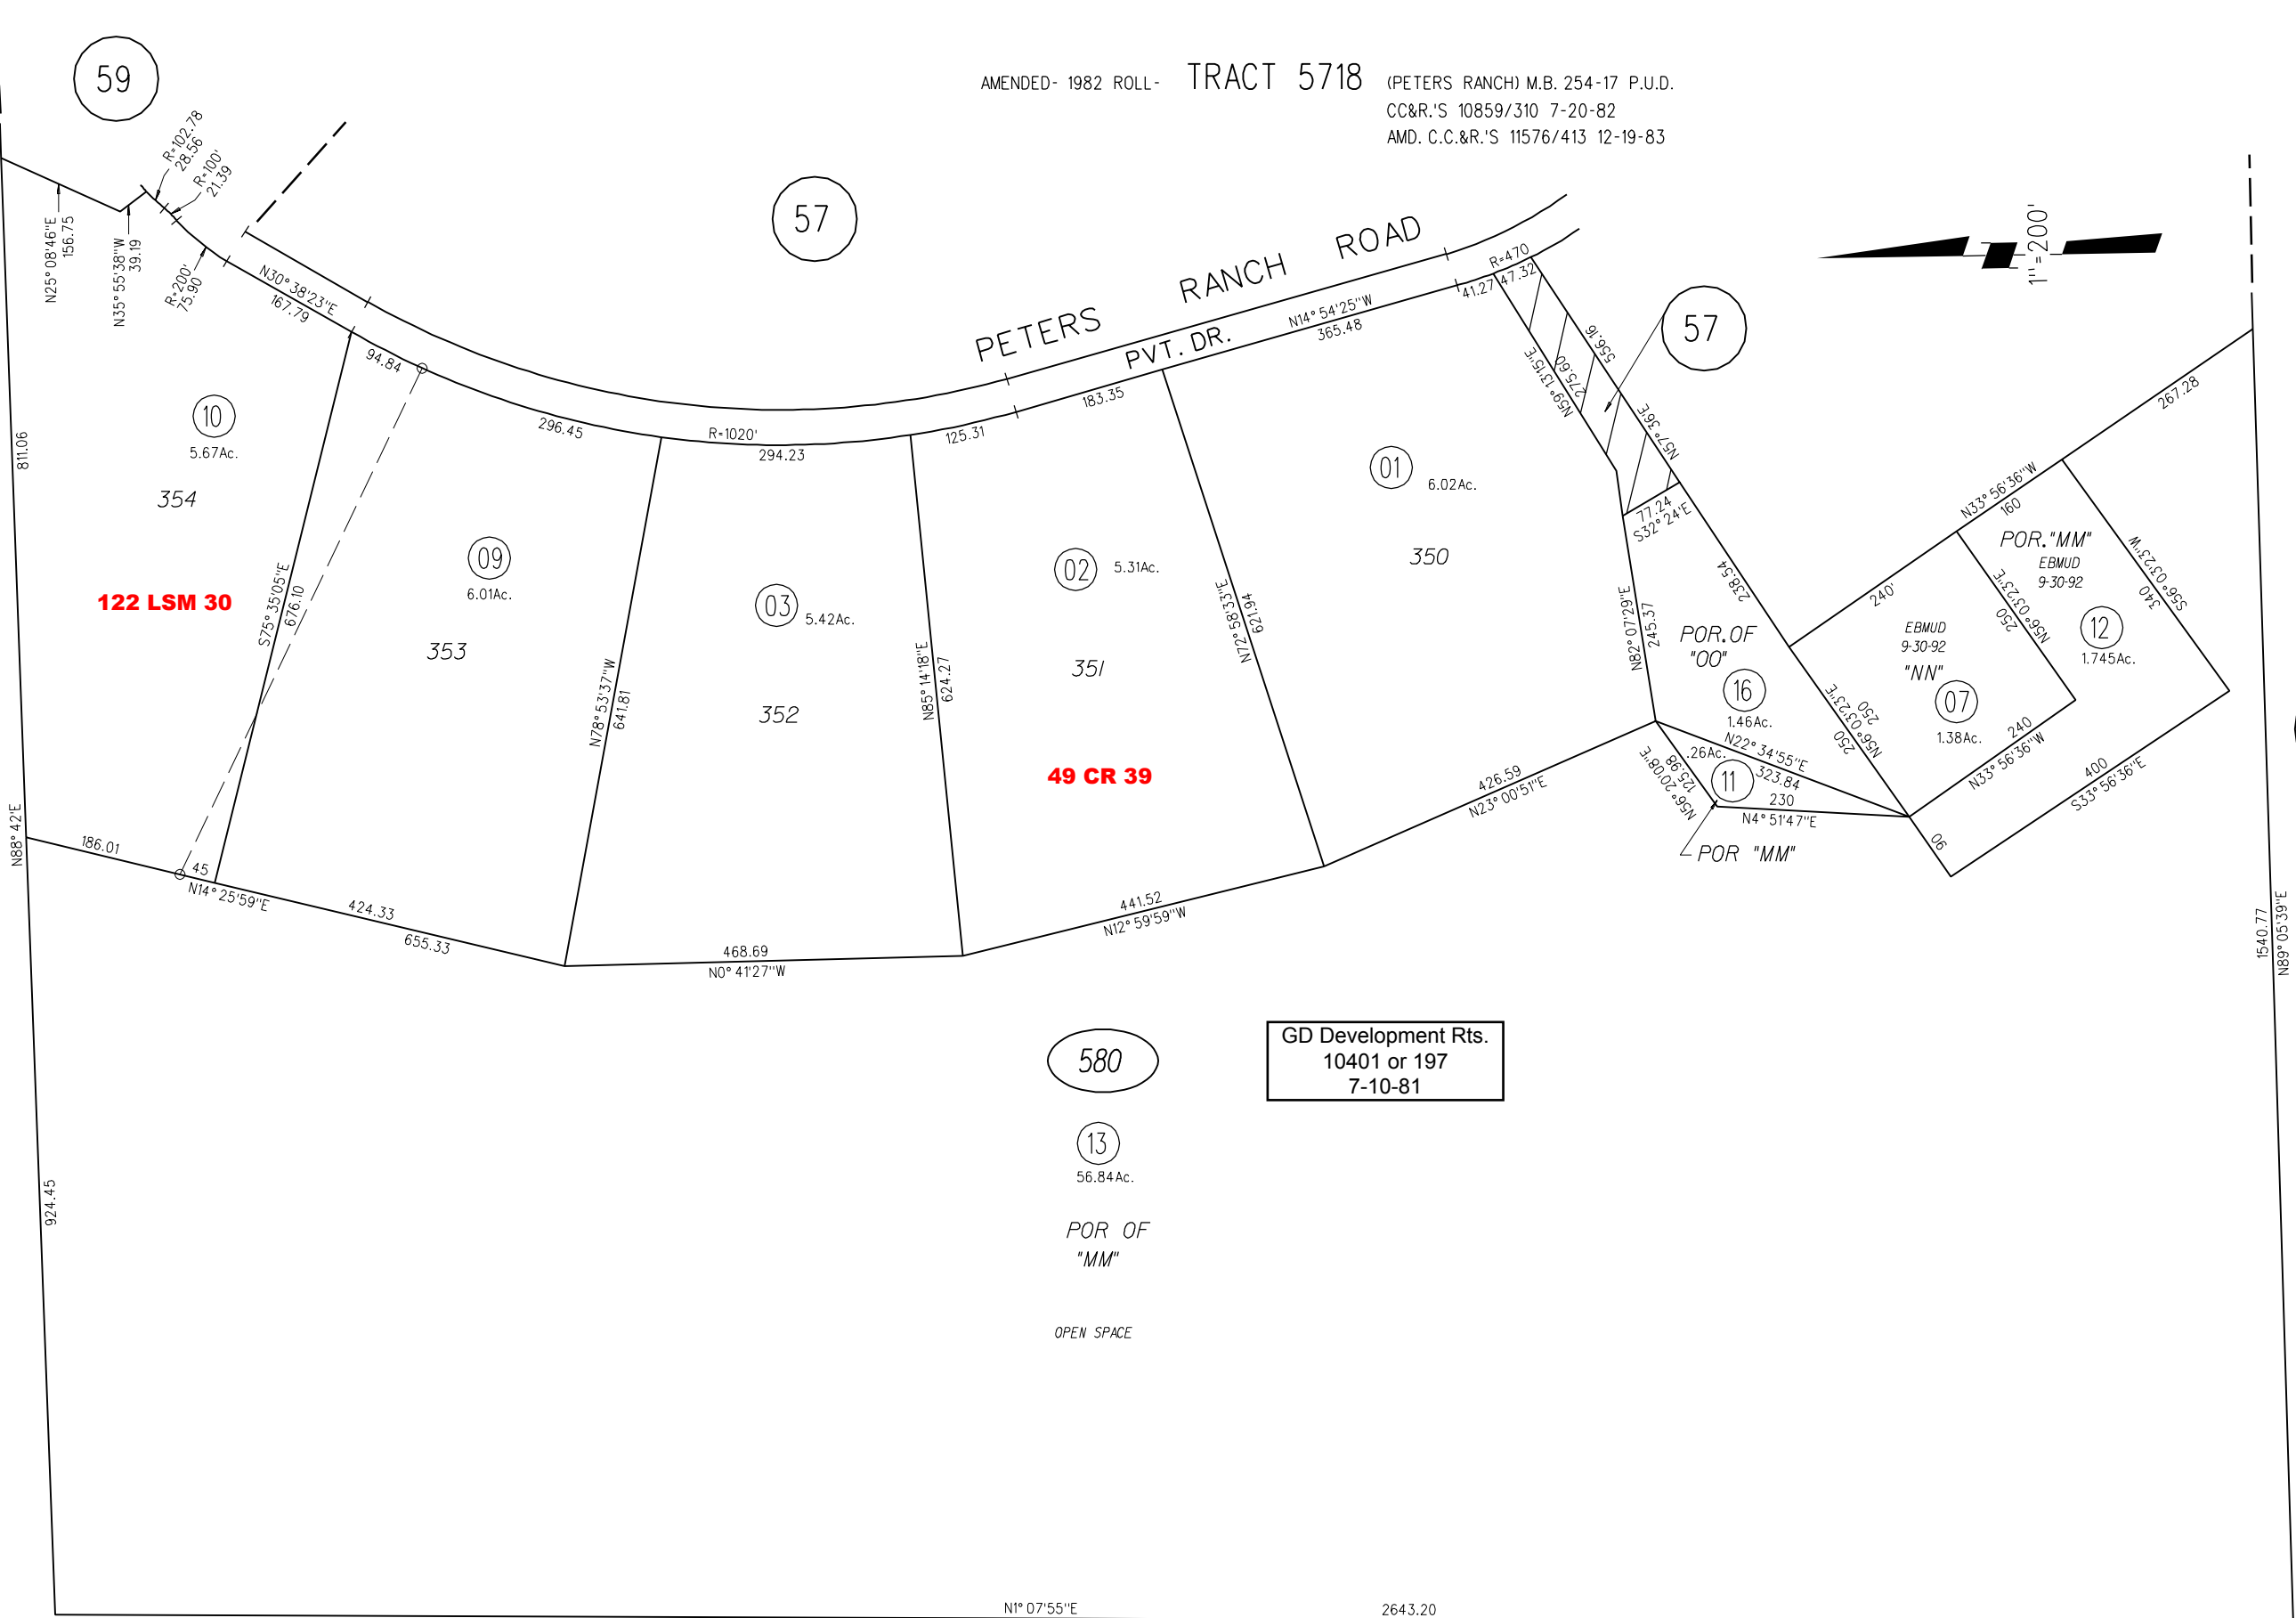 59
AMENDED- 1982 ROLL- TRACT 5718 (PETERS RANCH) M.B. 254-17 P.U.D.
CC&R.'S 10859/310 7-20-82
AMD. C.C.&R.'S 11576/413 12-19-83
R=102.78
28.56
R=100'
21.39
57
1"=200'
N25° 08'46"E
156.75
N35° 55'38"W
39.19
R=200'
75.90
N30° 38'23"E
167.79
PETERS RANCH ROAD
PVT. DR.
N14° 54'25"W
365.48
R=470
41.27
47.32
57
94.84
296.45
R=1020'
294.23
125.31
183.35
N59° 13'15"E
275.60
556.16
N57° 36'E
77.24
S32° 24'E
267.28
N33° 56'36"W
160
811.06
N88° 42'E
10
5.67Ac.
354
122 LSM 30
S75° 35'05"E
676.10
09
6.01Ac.
353
N78° 53'37"W
641.81
03
5.42Ac.
352
N85° 14'18"E
624.27
02
5.31Ac.
351
49 CR 39
N72° 58'33"E
621.94
01
6.02Ac.
350
N82° 07'29"E
245.37
238.54
POR. OF
"OO"
16
1.46Ac.
240'
EBMUD
9-30-92
"NN"
07
1.38Ac.
N56° 03'23"E
250
POR. "MM"
EBMUD
9-30-92
12
1.745Ac.
S56° 03'23"W
340
N56° 03'23"E
250
250
240
N33° 56'36"W
400
S33° 56'36"E
90
N22° 34'55"E
323.84
.26Ac.
11
N56° 20'08"E
125.98
230
N4° 51'47"E
POR "MM"
186.01
45
N14° 25'59"E
424.33
655.33
468.69
N0° 41'27"W
441.52
N12° 59'59"W
426.59
N23° 00'51"E
1540.77
N89° 05'39"E
580
GD Development Rts.
10401 or 197
7-10-81
13
56.84Ac.
POR OF
"MM"
OPEN SPACE
924.45
N1° 07'55"E
2643.20